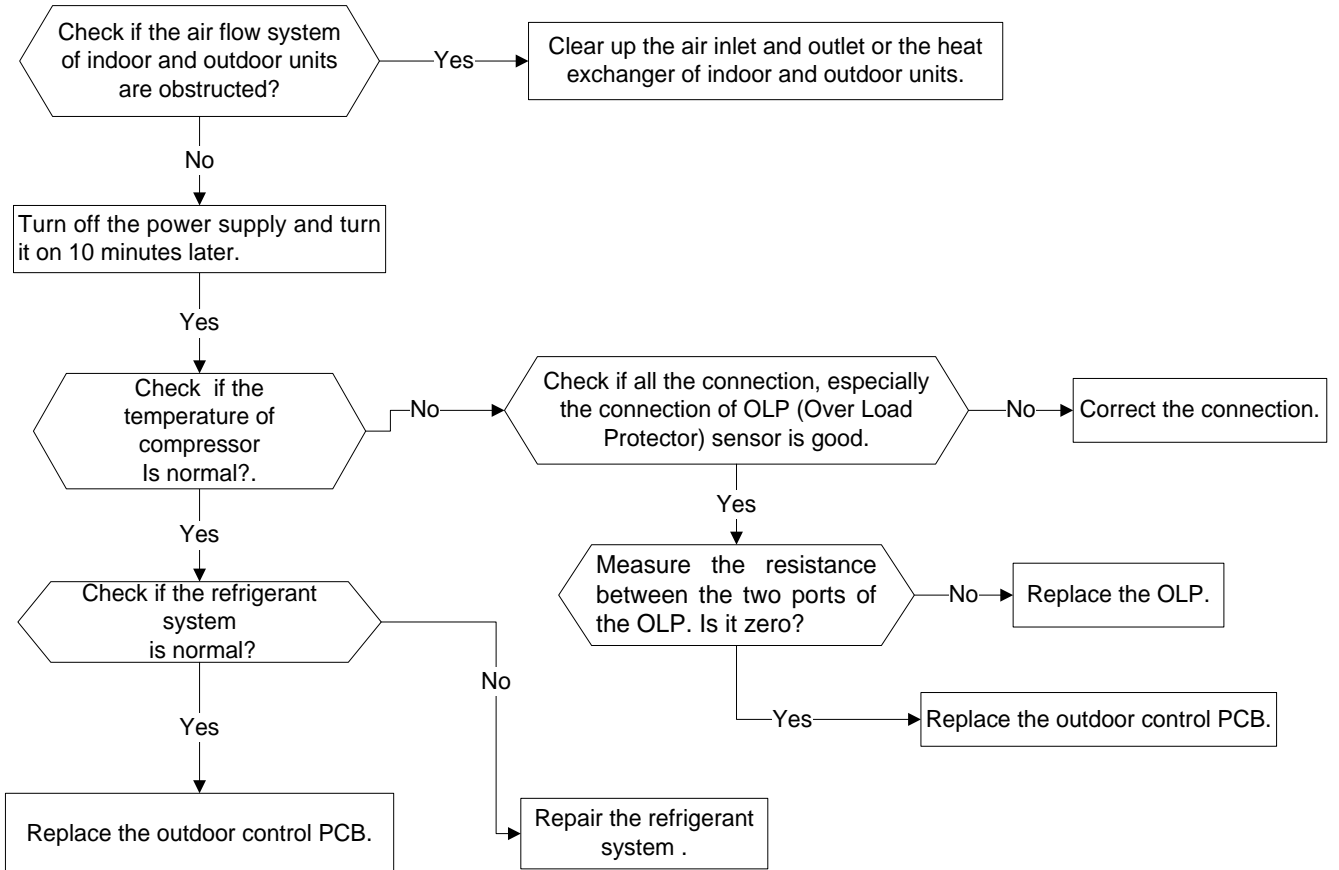 Check if the air flow system
of indoor and outdoor units
are obstructed?
Yes
Clear up the air inlet and outlet or the heat
exchanger of indoor and outdoor units.
No
Turn off the power supply and turn
it on 10 minutes later.
Yes
Check if the
temperature of
compressor
Is normal?.
No
Check if all the connection, especially
the connection of OLP (Over Load
Protector) sensor is good.
No
Correct the connection.
Yes
Yes
Check if the refrigerant
system
is normal?
Measure the resistance
between the two ports of
the OLP. Is it zero?
No
Replace the OLP.
No
Yes
Yes
Replace the outdoor control PCB.
Replace the outdoor control PCB.
Repair the refrigerant
system .